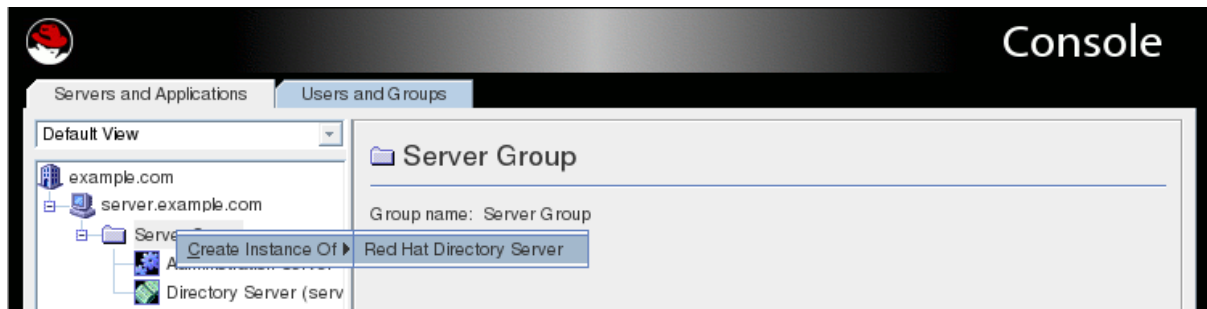 Console
Servers and Applications
Users and Groups
Default View
Server Group
example.com
server.example.com
Group name: Server Group
Create Instance Of
Red Hat Directory Server
Directory Server (serv